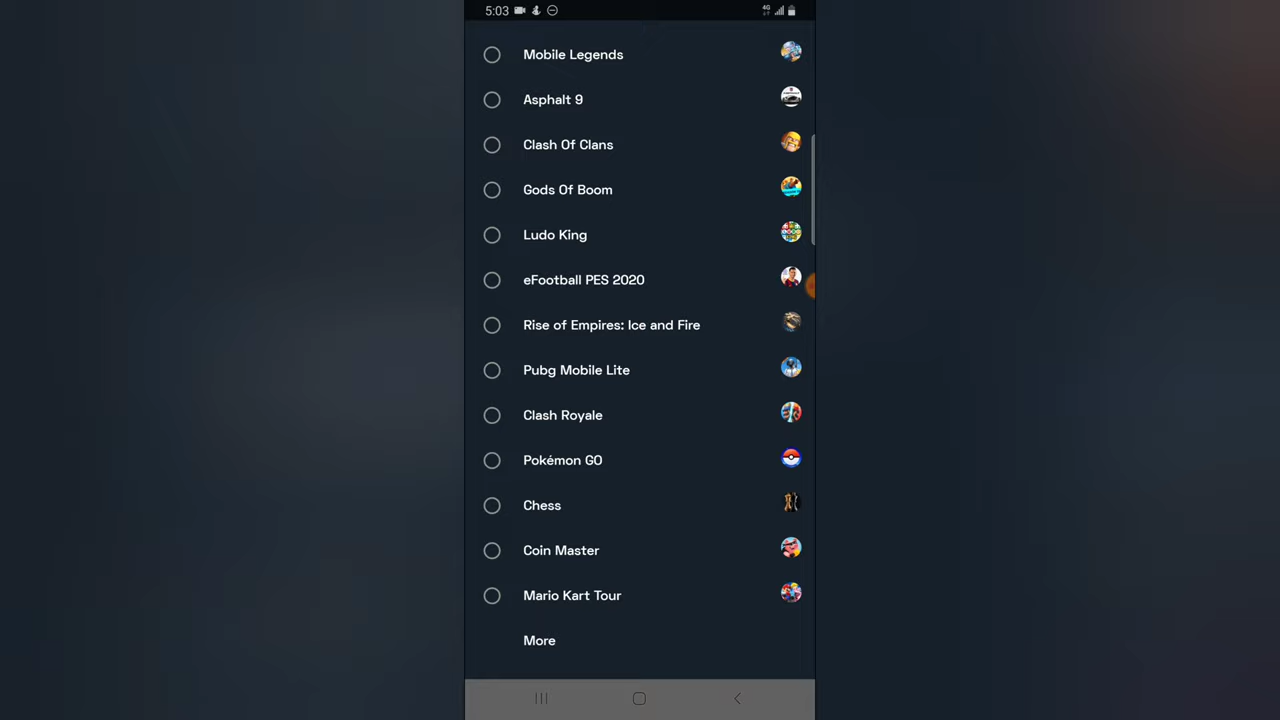 5:03
4G
Mobile Legends
Asphalt 9
Clash Of Clans
Gods Of Boom
Ludo King
eFootball PES 2020
Rise of Empires: Ice and Fire
Pubg Mobile Lite
Clash Royale
Pokémon GO
Chess
Coin Master
Mario Kart Tour
More